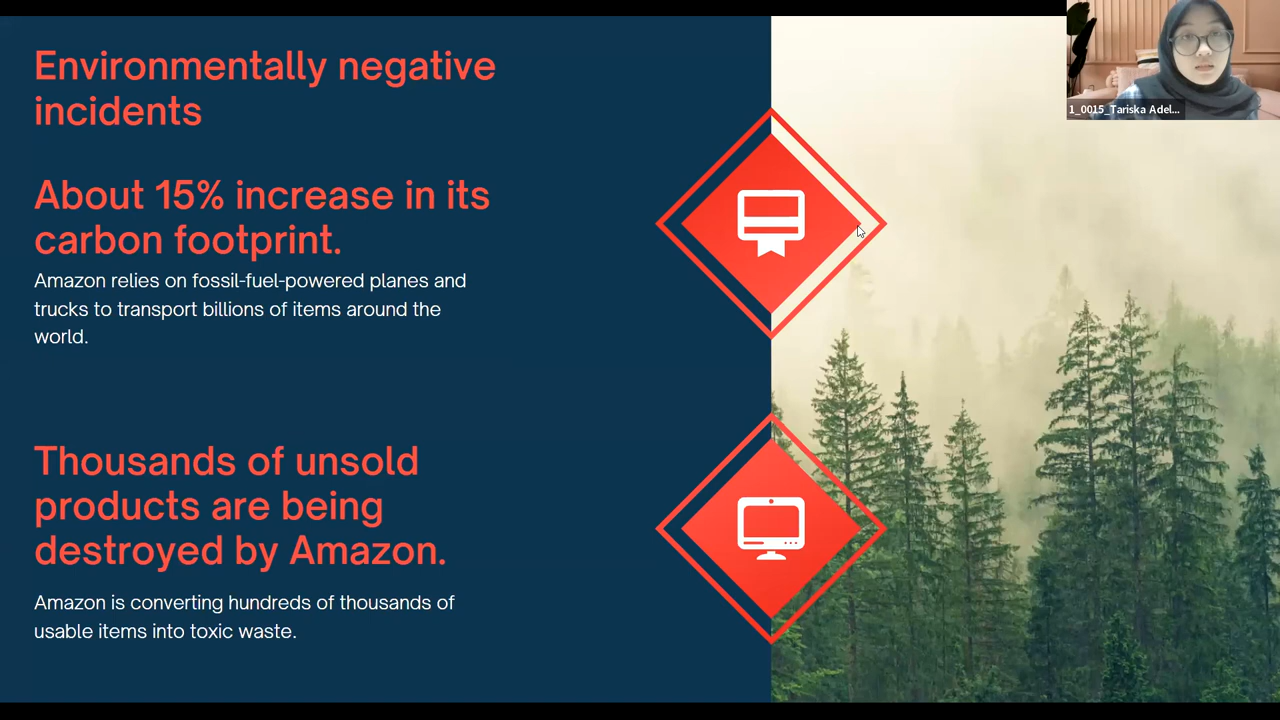 Environmentally negative
incidents
About 15% increase in its
carbon footprint.
Amazon relies on fossil-fuel-powered planes and
trucks to transport billions of items around the
world.
Thousands of unsold
products are being
destroyed by Amazon.
Amazon is converting hundreds of thousands of
usable items into toxic waste.
1_0015_Tariska Adel...